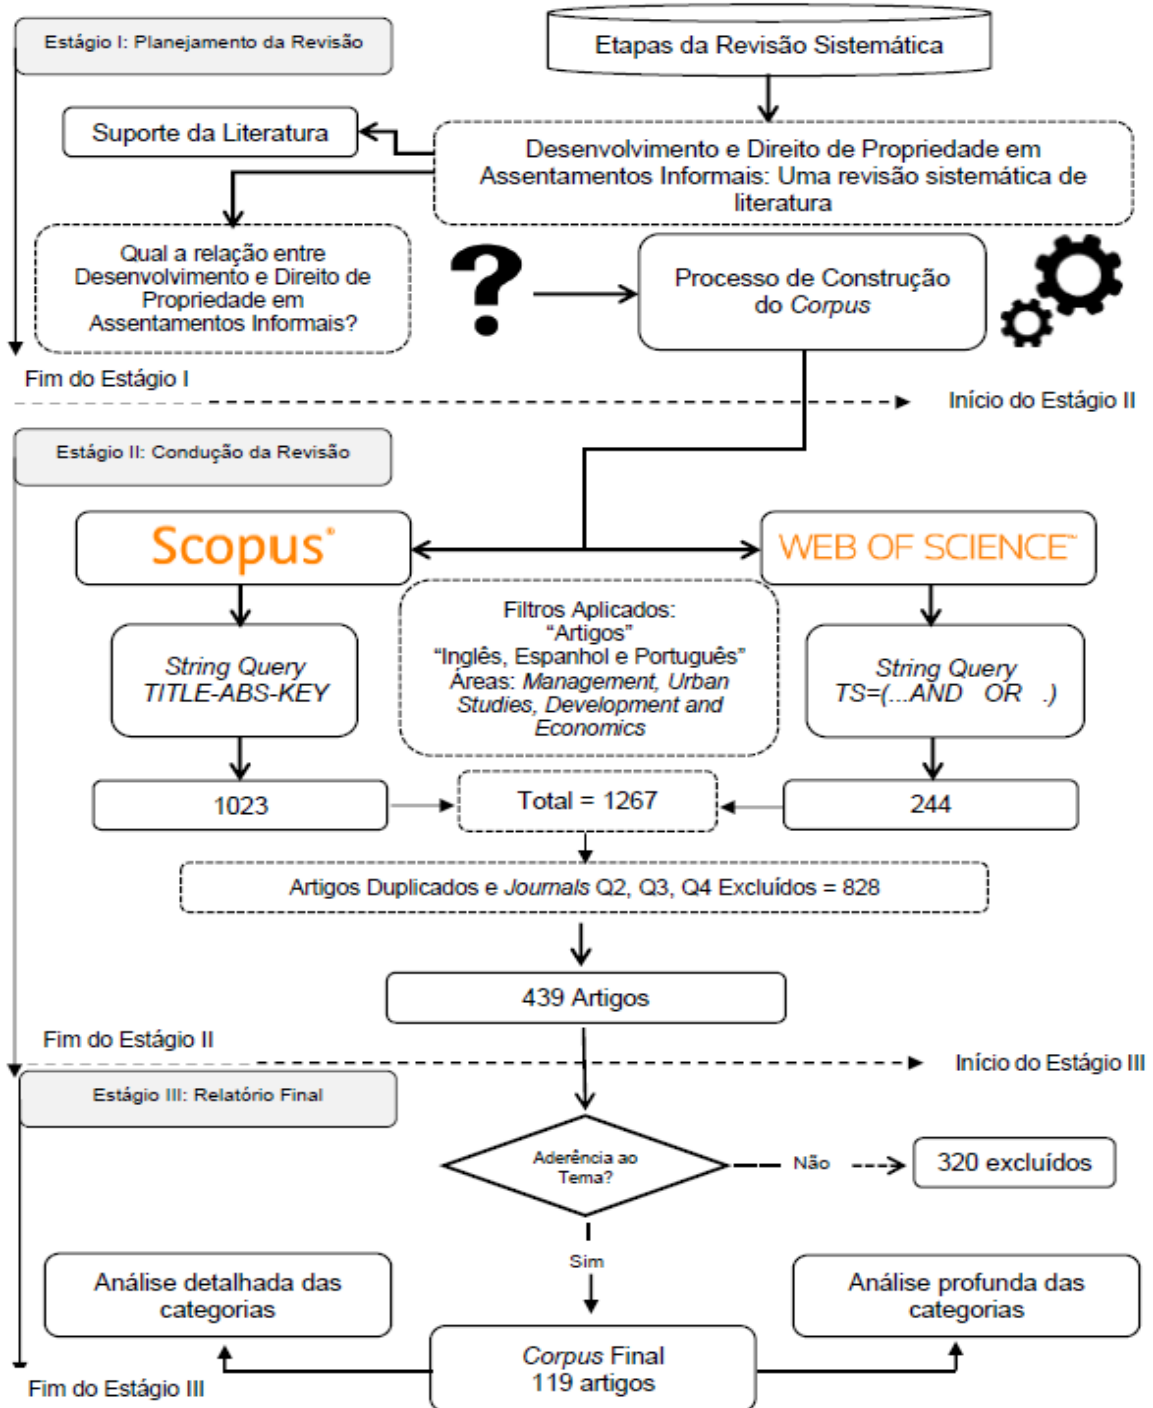 Estágio I: Planejamento da Revisão
Etapas da Revisão Sistemática
Suporte da Literatura
Desenvolvimento e Direito de Propriedade em
Assentamentos Informais: Uma revisão sistemática de
literatura
Qual a relação entre
Desenvolvimento e Direito de
Propriedade em
Assentamentos Informais?
?
Processo de Construção
do Corpus
Fim do Estágio I
Início do Estágio II
Estágio II: Condução da Revisão
Scopus®
WEB OF SCIENCE™
Filtros Aplicados:
“Artigos”
“Inglês, Espanhol e Português”
Áreas: Management, Urban
Studies, Development and
Economics
String Query
TITLE-ABS-KEY
String Query
TS=(...AND OR .)
1023
Total = 1267
244
Artigos Duplicados e Journals Q2, Q3, Q4 Excluídos = 828
439 Artigos
Fim do Estágio II
Início do Estágio III
Estágio III: Relatório Final
Aderência ao
Tema?
Não
320 excluídos
Sim
Análise detalhada das
categorias
Análise profunda das
categorias
Corpus Final
119 artigos
Fim do Estágio III